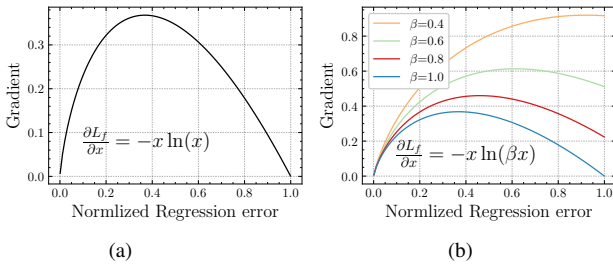 Gradient
0.3
0.2
0.1
0.0
0.0 0.2 0.4 0.6 0.8 1.0
∂L_f/∂x = −x ln(x)
Normlized Regression error
(a)
Gradient
0.8
0.6
0.4
0.2
0.0
0.0 0.2 0.4 0.6 0.8 1.0
β=0.4
β=0.6
β=0.8
β=1.0
∂L_f/∂x = −x ln(βx)
Normlized Regression error
(b)